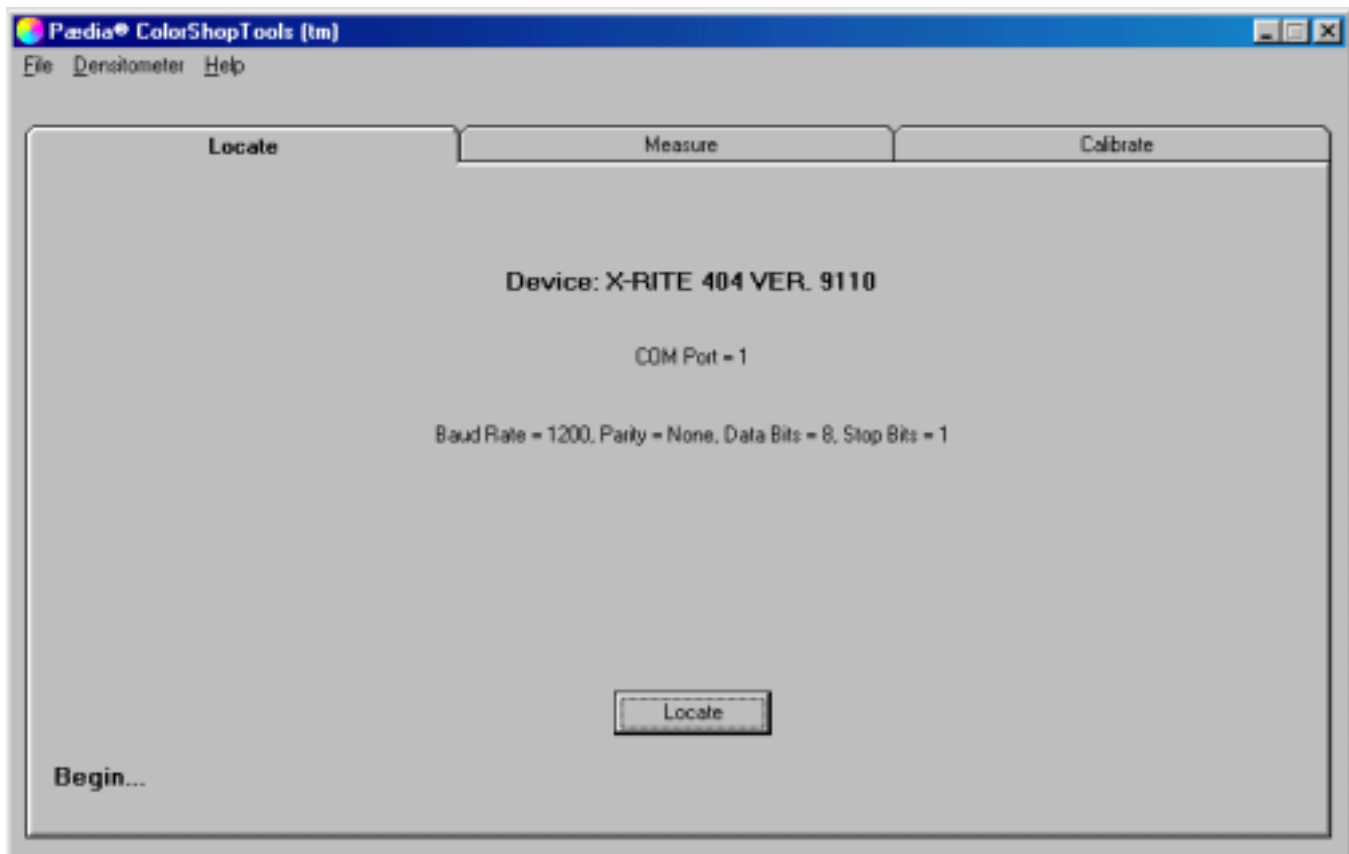 Pædia® ColorShopTools (tm)
File Densitometer Help
Locate Measure Calibrate
Device: X-RITE 404 VER. 9110
COM Port = 1
Baud Rate = 1200, Parity = None, Data Bits = 8, Stop Bits = 1
Locate
Begin...